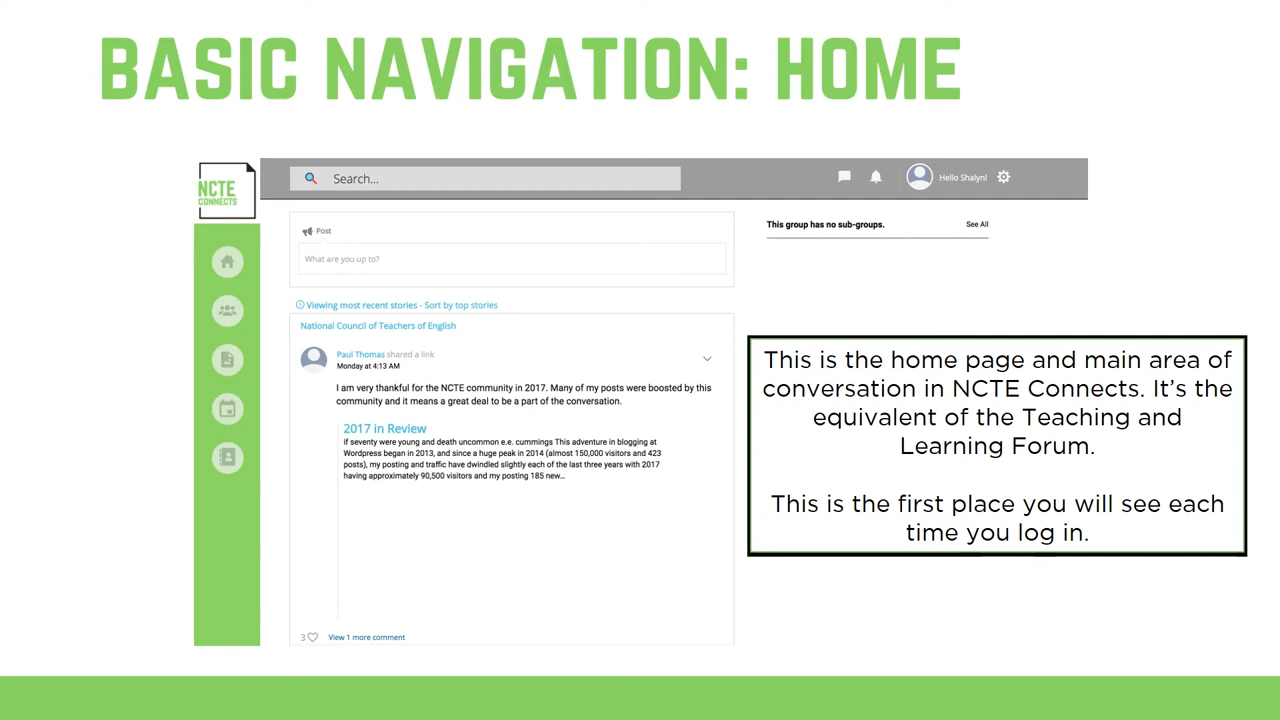 BASIC NAVIGATION: HOME
NCTE
CONNECTS
Search...
Hello Shalyn!
Post
What are you up to?
This group has no sub-groups.
See All
Viewing most recent stories - Sort by top stories
National Council of Teachers of English
Paul Thomas shared a link
Monday at 4:13 AM
I am very thankful for the NCTE community in 2017. Many of my posts were boosted by this
community and it means a great deal to be a part of the conversation.
2017 in Review
if seventy were young and death uncommon e.e. cummings This adventure in blogging at
Wordpress began in 2013, and since a huge peak in 2014 (almost 150,000 visitors and 423
posts), my posting and traffic have dwindled slightly each of the last three years with 2017
having approximately 90,500 visitors and my posting 185 new...
3
View 1 more comment
This is the home page and main area of
conversation in NCTE Connects. It's the
equivalent of the Teaching and
Learning Forum.
This is the first place you will see each
time you log in.